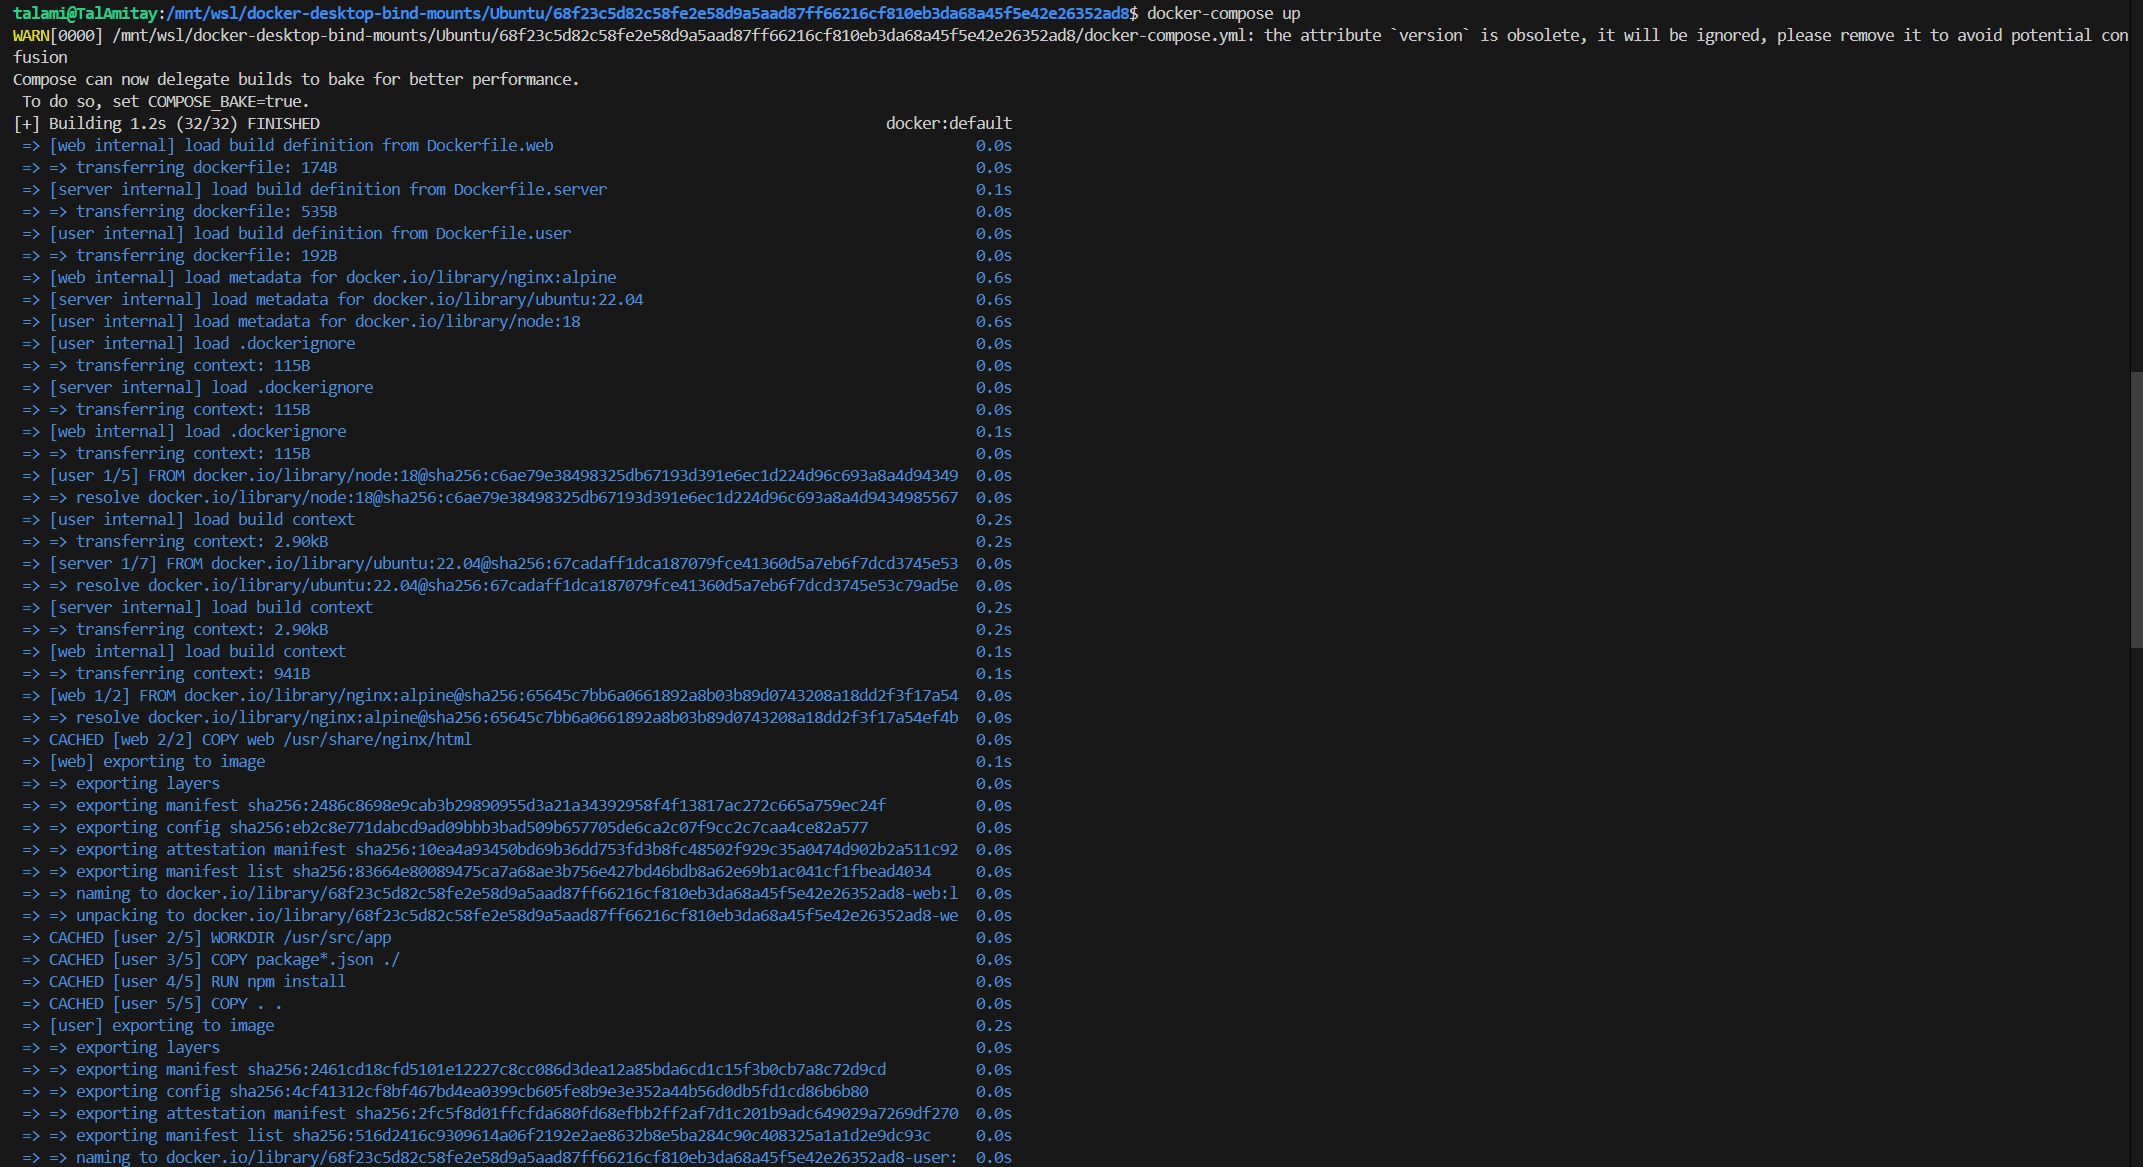 talami@TalAmitay:/mnt/wsl/docker-desktop-bind-mounts/Ubuntu/68f23c5d82c58fe2e58d9a5aad87ff66216cf810eb3da68a45f5e42e26352ad8$ docker-compose up
WARN[0000] /mnt/wsl/docker-desktop-bind-mounts/Ubuntu/68f23c5d82c58fe2e58d9a5aad87ff66216cf810eb3da68a45f5e42e26352ad8/docker-compose.yml: the attribute `version` is obsolete, it will be ignored, please remove it to avoid potential con
fusion
Compose can now delegate builds to bake for better performance.
 To do so, set COMPOSE_BAKE=true.
[+] Building 1.2s (32/32) FINISHED docker:default
 => [web internal] load build definition from Dockerfile.web 0.0s
 => => transferring dockerfile: 174B 0.0s
 => [server internal] load build definition from Dockerfile.server 0.1s
 => => transferring dockerfile: 535B 0.0s
 => [user internal] load build definition from Dockerfile.user 0.0s
 => => transferring dockerfile: 192B 0.0s
 => [web internal] load metadata for docker.io/library/nginx:alpine 0.6s
 => [server internal] load metadata for docker.io/library/ubuntu:22.04 0.6s
 => [user internal] load metadata for docker.io/library/node:18 0.6s
 => [user internal] load .dockerignore 0.0s
 => => transferring context: 115B 0.0s
 => [server internal] load .dockerignore 0.0s
 => => transferring context: 115B 0.0s
 => [web internal] load .dockerignore 0.1s
 => => transferring context: 115B 0.0s
 => [user 1/5] FROM docker.io/library/node:18@sha256:c6ae79e38498325db67193d391e6ec1d224d96c693a8a4d94349 0.0s
 => => resolve docker.io/library/node:18@sha256:c6ae79e38498325db67193d391e6ec1d224d96c693a8a4d9434985567 0.0s
 => [user internal] load build context 0.2s
 => => transferring context: 2.90kB 0.2s
 => [server 1/7] FROM docker.io/library/ubuntu:22.04@sha256:67cadaff1dca187079fce41360d5a7eb6f7dcd3745e53 0.0s
 => => resolve docker.io/library/ubuntu:22.04@sha256:67cadaff1dca187079fce41360d5a7eb6f7dcd3745e53c79ad5e 0.0s
 => [server internal] load build context 0.2s
 => => transferring context: 2.90kB 0.2s
 => [web internal] load build context 0.1s
 => => transferring context: 941B 0.1s
 => [web 1/2] FROM docker.io/library/nginx:alpine@sha256:65645c7bb6a0661892a8b03b89d0743208a18dd2f3f17a54 0.0s
 => => resolve docker.io/library/nginx:alpine@sha256:65645c7bb6a0661892a8b03b89d0743208a18dd2f3f17a54ef4b 0.0s
 => CACHED [web 2/2] COPY web /usr/share/nginx/html 0.0s
 => [web] exporting to image 0.1s
 => => exporting layers 0.0s
 => => exporting manifest sha256:2486c8698e9cab3b29890955d3a21a34392958f4f13817ac272c665a759ec24f 0.0s
 => => exporting config sha256:eb2c8e771dabcd9ad09bbb3bad509b657705de6ca2c07f9cc2c7caa4ce82a577 0.0s
 => => exporting attestation manifest sha256:10ea4a93450bd69b36dd753fd3b8fc48502f929c35a0474d902b2a511c92 0.0s
 => => exporting manifest list sha256:83664e80089475ca7a68ae3b756e427bd46bdb8a62e69b1ac041cf1fbead4034 0.0s
 => => naming to docker.io/library/68f23c5d82c58fe2e58d9a5aad87ff66216cf810eb3da68a45f5e42e26352ad8-web:l 0.0s
 => => unpacking to docker.io/library/68f23c5d82c58fe2e58d9a5aad87ff66216cf810eb3da68a45f5e42e26352ad8-we 0.0s
 => CACHED [user 2/5] WORKDIR /usr/src/app 0.0s
 => CACHED [user 3/5] COPY package*.json ./ 0.0s
 => CACHED [user 4/5] RUN npm install 0.0s
 => CACHED [user 5/5] COPY . . 0.0s
 => [user] exporting to image 0.2s
 => => exporting layers 0.0s
 => => exporting manifest sha256:2461cd18cfd5101e12227c8cc086d3dea12a85bda6cd1c15f3b0cb7a8c72d9cd 0.0s
 => => exporting config sha256:4cf41312cf8bf467bd4ea0399cb605fe8b9e3e352a44b56d0db5fd1cd86b6b80 0.0s
 => => exporting attestation manifest sha256:2fc5f8d01ffcfda680fd68efbb2ff2af7d1c201b9adc649029a7269df270 0.0s
 => => exporting manifest list sha256:516d2416c9309614a06f2192e2ae8632b8e5ba284c90c408325a1a1d2e9dc93c 0.0s
 => => naming to docker.io/library/68f23c5d82c58fe2e58d9a5aad87ff66216cf810eb3da68a45f5e42e26352ad8-user: 0.0s